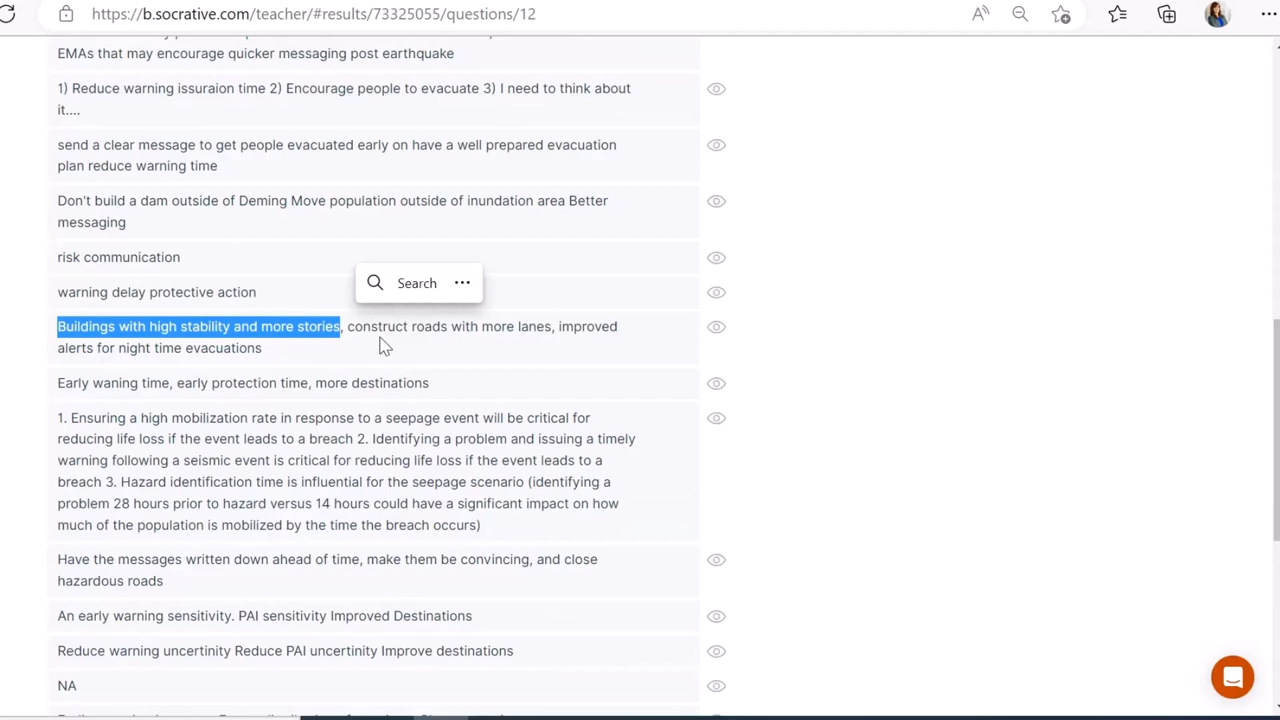 https://b.socrative.com/teacher/#results/73325055/questions/12
EMAs that may encourage quicker messaging post earthquake
1) Reduce warning issuraion time 2) Encourage people to evacuate 3) I need to think about
it....
send a clear message to get people evacuated early on have a well prepared evacuation
plan reduce warning time
Don't build a dam outside of Deming Move population outside of inundation area Better
messaging
risk communication
Search
warning delay protective action
Buildings with high stability and more stories, construct roads with more lanes, improved
alerts for night time evacuations
Early waning time, early protection time, more destinations
1. Ensuring a high mobilization rate in response to a seepage event will be critical for
reducing life loss if the event leads to a breach 2. Identifying a problem and issuing a timely
warning following a seismic event is critical for reducing life loss if the event leads to a
breach 3. Hazard identification time is influential for the seepage scenario (identifying a
problem 28 hours prior to hazard versus 14 hours could have a significant impact on how
much of the population is mobilized by the time the breach occurs)
Have the messages written down ahead of time, make them be convincing, and close
hazardous roads
An early warning sensitivity. PAI sensitivity Improved Destinations
Reduce warning uncertinity Reduce PAI uncertinity Improve destinations
NA